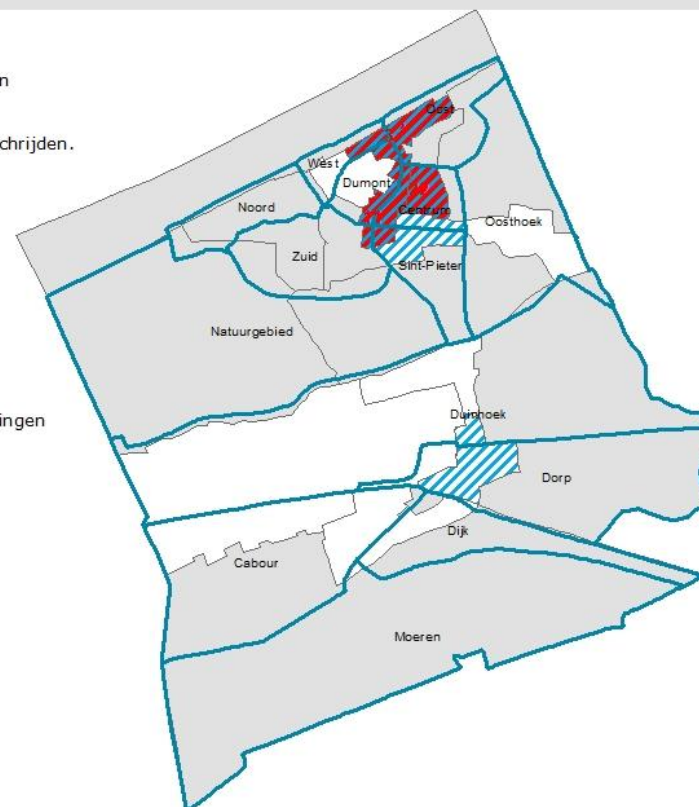 n
chrijden.
ingen
Oost
West
Dumont
Noord
Centrum
Oosthoek
Zuid
Sint-Pieter
Natuurgebied
Duinhoek
Dorp
Dijk
Cabour
Moeren